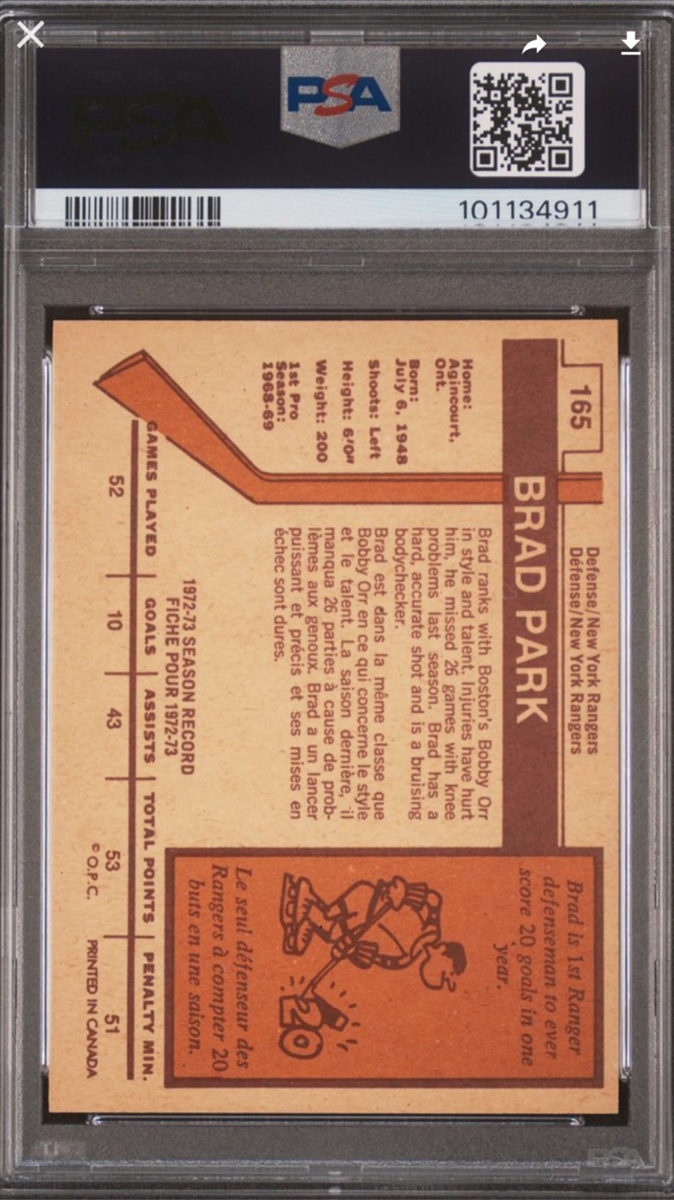 PSA
101134911
165
Defense/New York Rangers
Défense/New York Rangers
BRAD PARK
Home:
Agincourt,
Ont.
Born:
July 6, 1948
Shoots: Left
Height: 6'0"
Weight: 200
1st Pro
Season:
1968-69
Brad ranks with Boston's Bobby Orr
in style and talent. Injuries have hurt
him, he missed 26 games with knee
problems last season. Brad has a
hard, accurate shot and is a bruising
bodychecker.
Brad est dans la même classe que
Bobby Orr en ce qui concerne le style
et le talent. La saison dernière, il
manqua 26 parties à cause de prob-
lèmes aux genoux. Brad a un lancer
puissant et précis et ses mises en
échec sont dures.
Brad is 1st Ranger
defenseman to ever
score 20 goals in one
year.
20
Le seul défenseur des
Rangers à compter 20
buts en une saison.
1972-73 SEASON RECORD
FICHE POUR 1972-73
GAMES PLAYED GOALS ASSISTS TOTAL POINTS PENALTY MIN.
52 10 43 53 51
© O.P.C. PRINTED IN CANADA
PSA